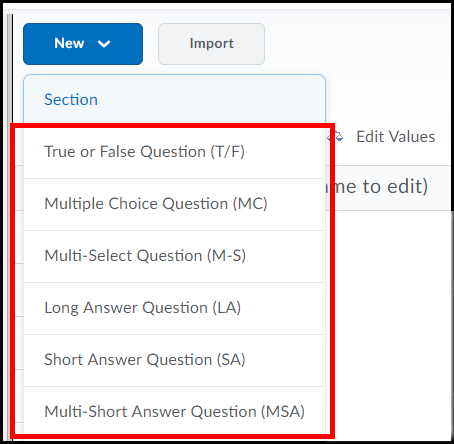 New
Import
Section
True or False Question (T/F)
Edit Values
Multiple Choice Question (MC)
to edit)
Multi-Select Question (M-S)
Long Answer Question (LA)
Short Answer Question (SA)
Multi-Short Answer Question (MSA)